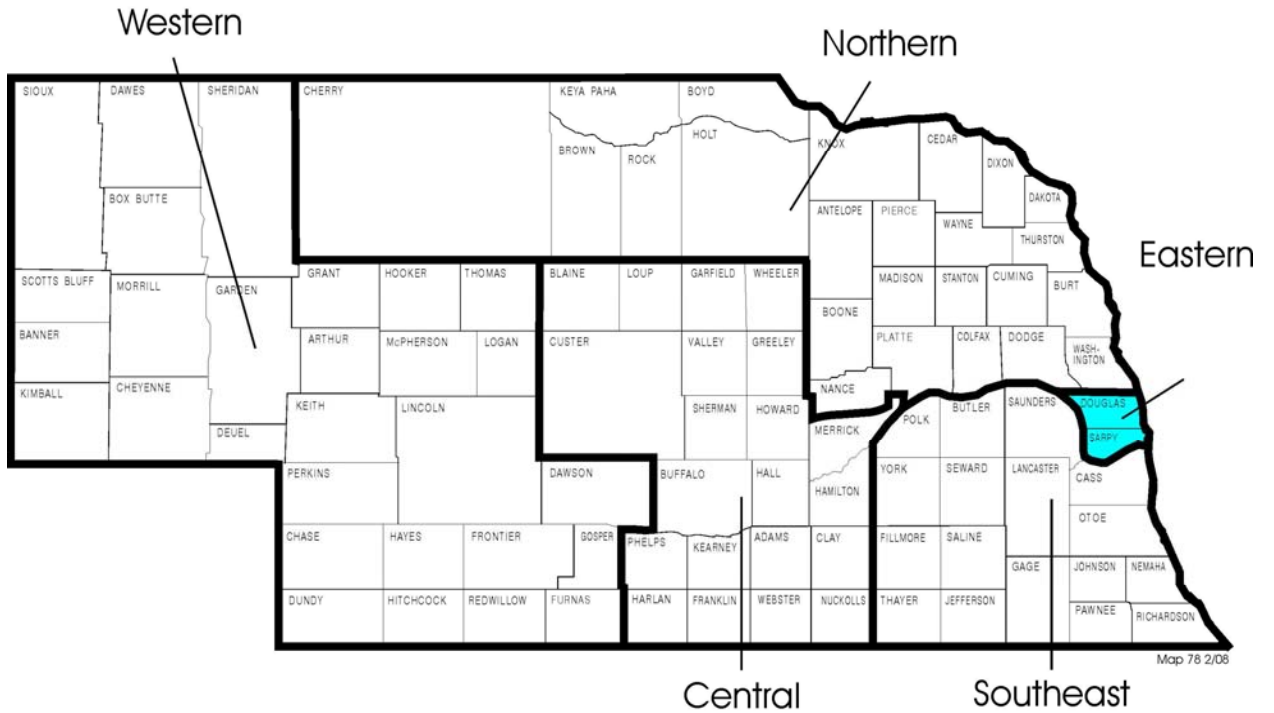 Western
Northern
Eastern
SIOUX
DAWES
SHERIDAN
CHERRY
KEYA PAHA
BOYD
HOLT
BROWN
ROCK
KNOX
CEDAR
DIXON
DAKOTA
BOX BUTTE
ANTELOPE
PIERCE
WAYNE
THURSTON
SCOTTS BLUFF
MORRILL
GARDEN
GRANT
HOOKER
THOMAS
BLAINE
LOUP
GARFIELD
WHEELER
MADISON
STANTON
CUMING
BURT
BOONE
BANNER
ARTHUR
McPHERSON
LOGAN
CUSTER
VALLEY
GREELEY
PLATTE
COLFAX
DODGE
WASH-
INGTON
KIMBALL
CHEYENNE
KEITH
LINCOLN
SHERMAN
HOWARD
NANCE
MERRICK
POLK
BUTLER
SAUNDERS
DOUGLAS
SARPY
DEUEL
PERKINS
DAWSON
BUFFALO
HALL
HAMILTON
YORK
SEWARD
LANCASTER
CASS
OTOE
CHASE
HAYES
FRONTIER
GOSPER
PHELPS
KEARNEY
ADAMS
CLAY
FILLMORE
SALINE
GAGE
JOHNSON
NEMAHA
DUNDY
HITCHCOCK
REDWILLOW
FURNAS
HARLAN
FRANKLIN
WEBSTER
NUCKOLLS
THAYER
JEFFERSON
PAWNEE
RICHARDSON
Map 78 2/08
Central
Southeast